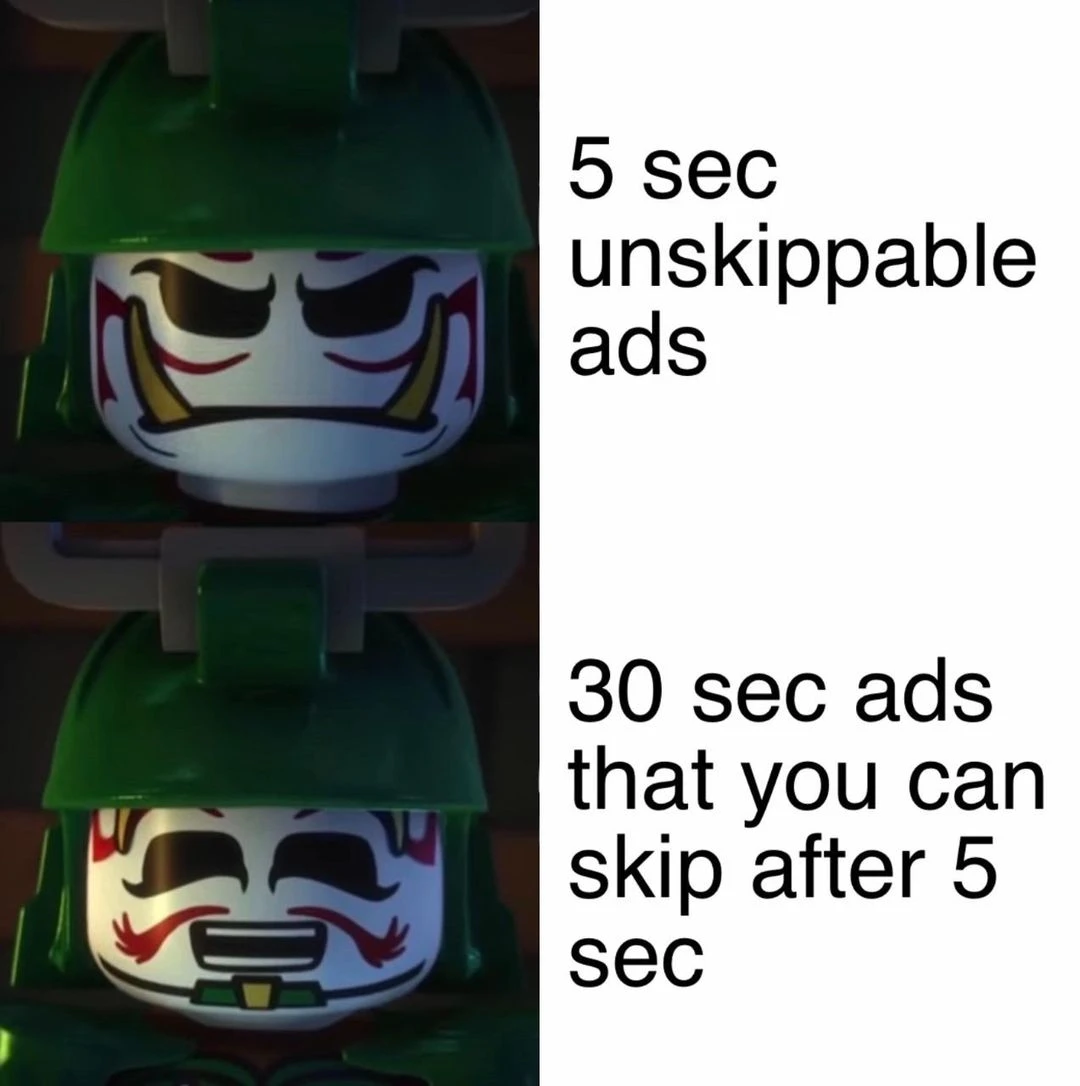 5 sec
unskippable
ads
30 sec ads
that you can
skip after 5
sec